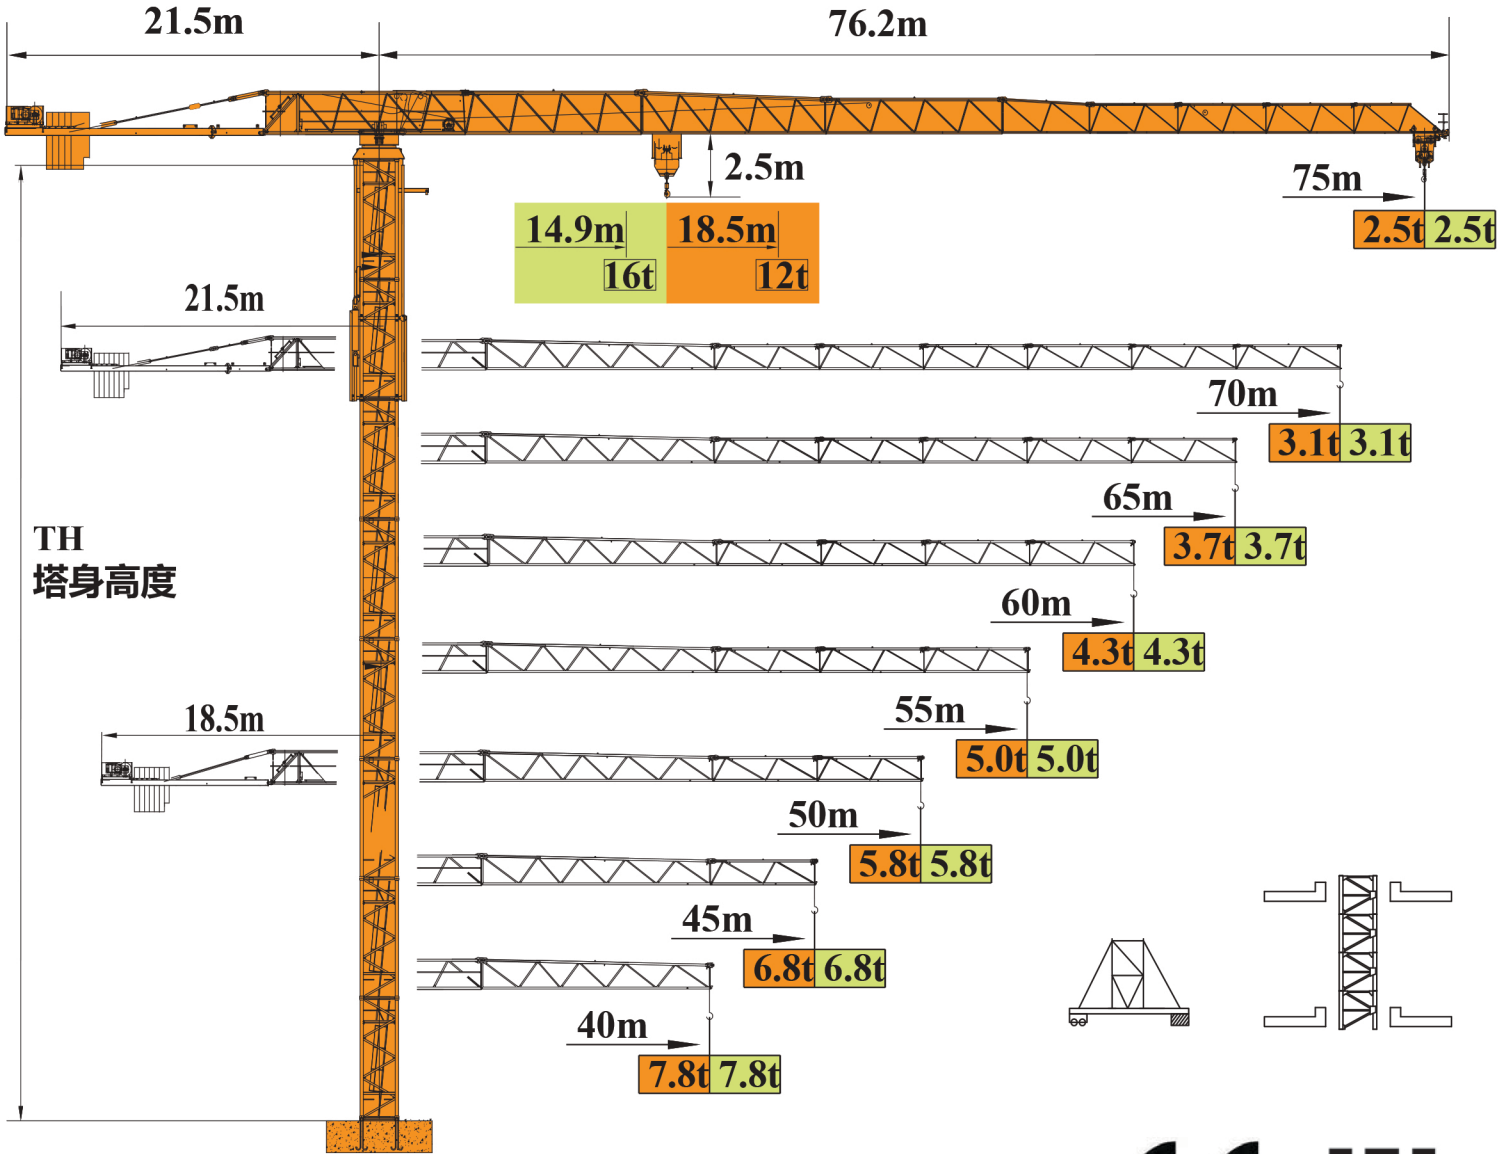 21.5m
76.2m
2.5m
75m
14.9m
18.5m
2.5t 2.5t
16t
12t
21.5m
70m
3.1t 3.1t
65m
TH
塔身高度
3.7t 3.7t
60m
4.3t 4.3t
55m
18.5m
5.0t 5.0t
50m
5.8t 5.8t
45m
6.8t 6.8t
40m
7.8t 7.8t